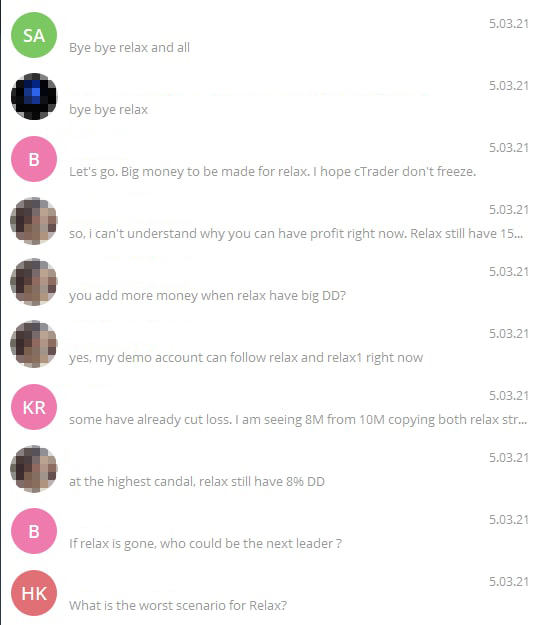 5.03.21
SA
Bye bye relax and all
5.03.21
bye bye relax
5.03.21
B
Let's go. Big money to be made for relax. I hope cTrader don't freeze.
5.03.21
so, i can't understand why you can have profit right now. Relax still have 15...
5.03.21
you add more money when relax have big DD?
5.03.21
yes, my demo account can follow relax and relax1 right now
5.03.21
KR
some have already cut loss. I am seeing 8M from 10M copying both relax str...
5.03.21
at the highest candal, relax still have 8% DD
5.03.21
B
If relax is gone, who could be the next leader ?
5.03.21
HK
What is the worst scenario for Relax?